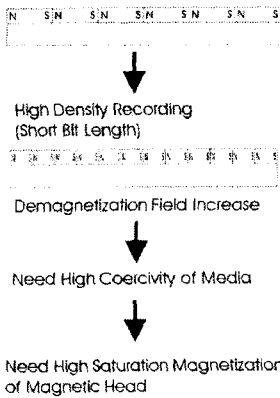 N S N S N S N S N S N S
High Density Recording
(Short Bit Length)
Demagnetization Field Increase
Need High Coercivity of Media
Need High Saturation Magnetization
of Magnetic Head